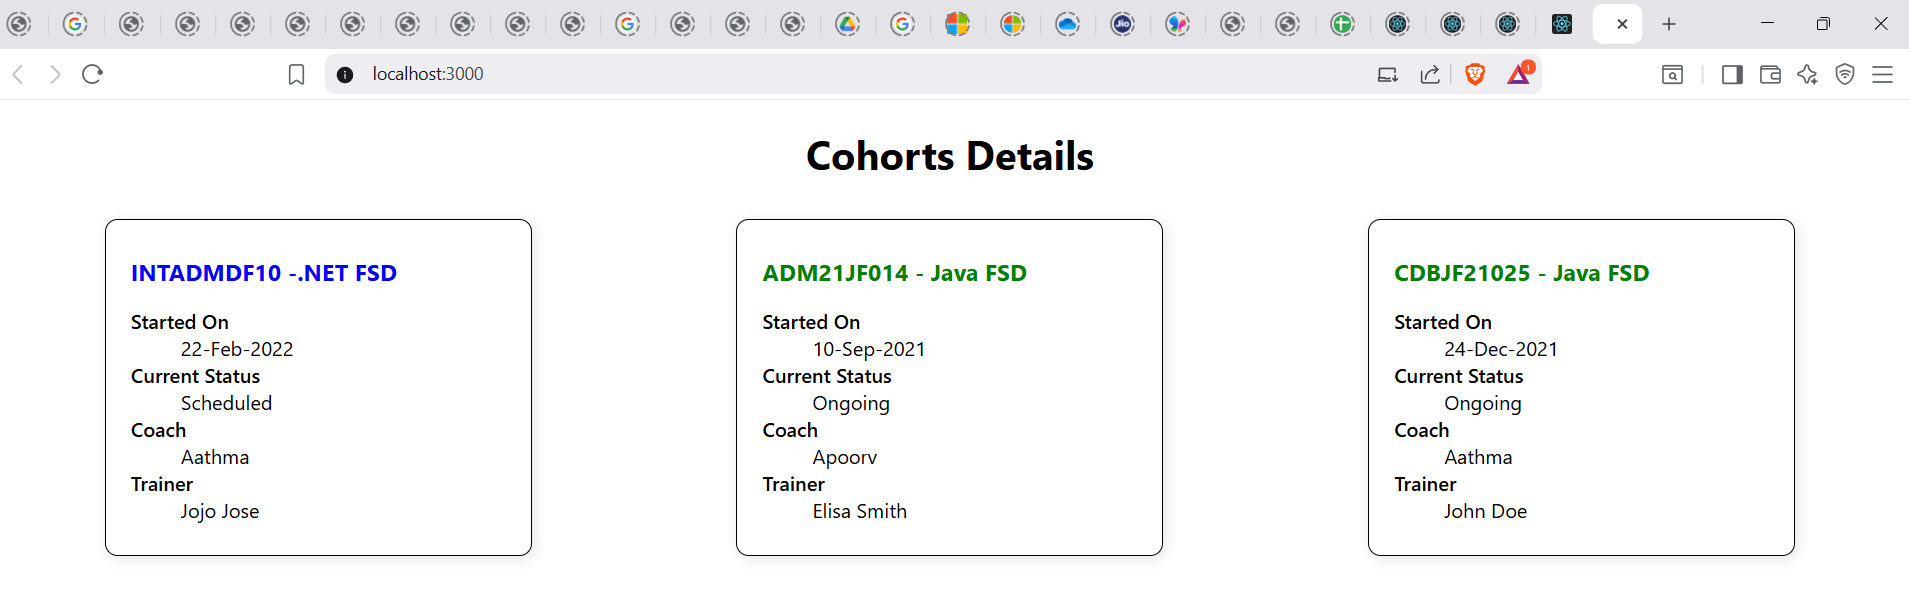 localhost:3000
1
Cohorts Details
INTADMDF10 -.NET FSD
Started On
22-Feb-2022
Current Status
Scheduled
Coach
Aathma
Trainer
Jojo Jose
ADM21JF014 - Java FSD
Started On
10-Sep-2021
Current Status
Ongoing
Coach
Apoorv
Trainer
Elisa Smith
CDBJF21025 - Java FSD
Started On
24-Dec-2021
Current Status
Ongoing
Coach
Aathma
Trainer
John Doe